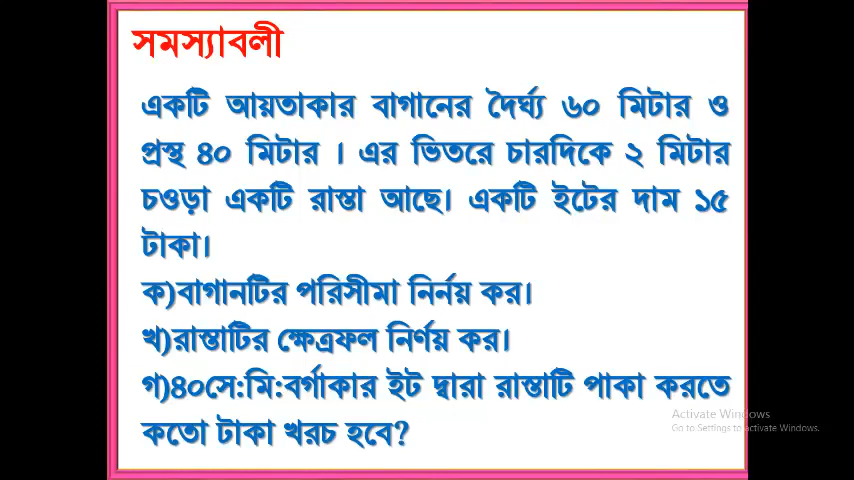 সমস্যাবলী
একটি আয়তাকার বাগানের দৈর্ঘ্য ৬০ মিটার ও
প্রস্থ ৪০ মিটার । এর ভিতরে চারদিকে ২ মিটার
চওড়া একটি রাস্তা আছে। একটি ইটের দাম ১৫
টাকা।
ক)বাগানটির পরিসীমা নির্নয় কর।
খ)রাস্তাটির ক্ষেত্রফল নির্ণয় কর।
গ)৪০সে:মি:বর্গাকার ইট দ্বারা রাস্তাটি পাকা করতে
কতো টাকা খরচ হবে?
Activate Windows
Go to Settings to activate Windows.